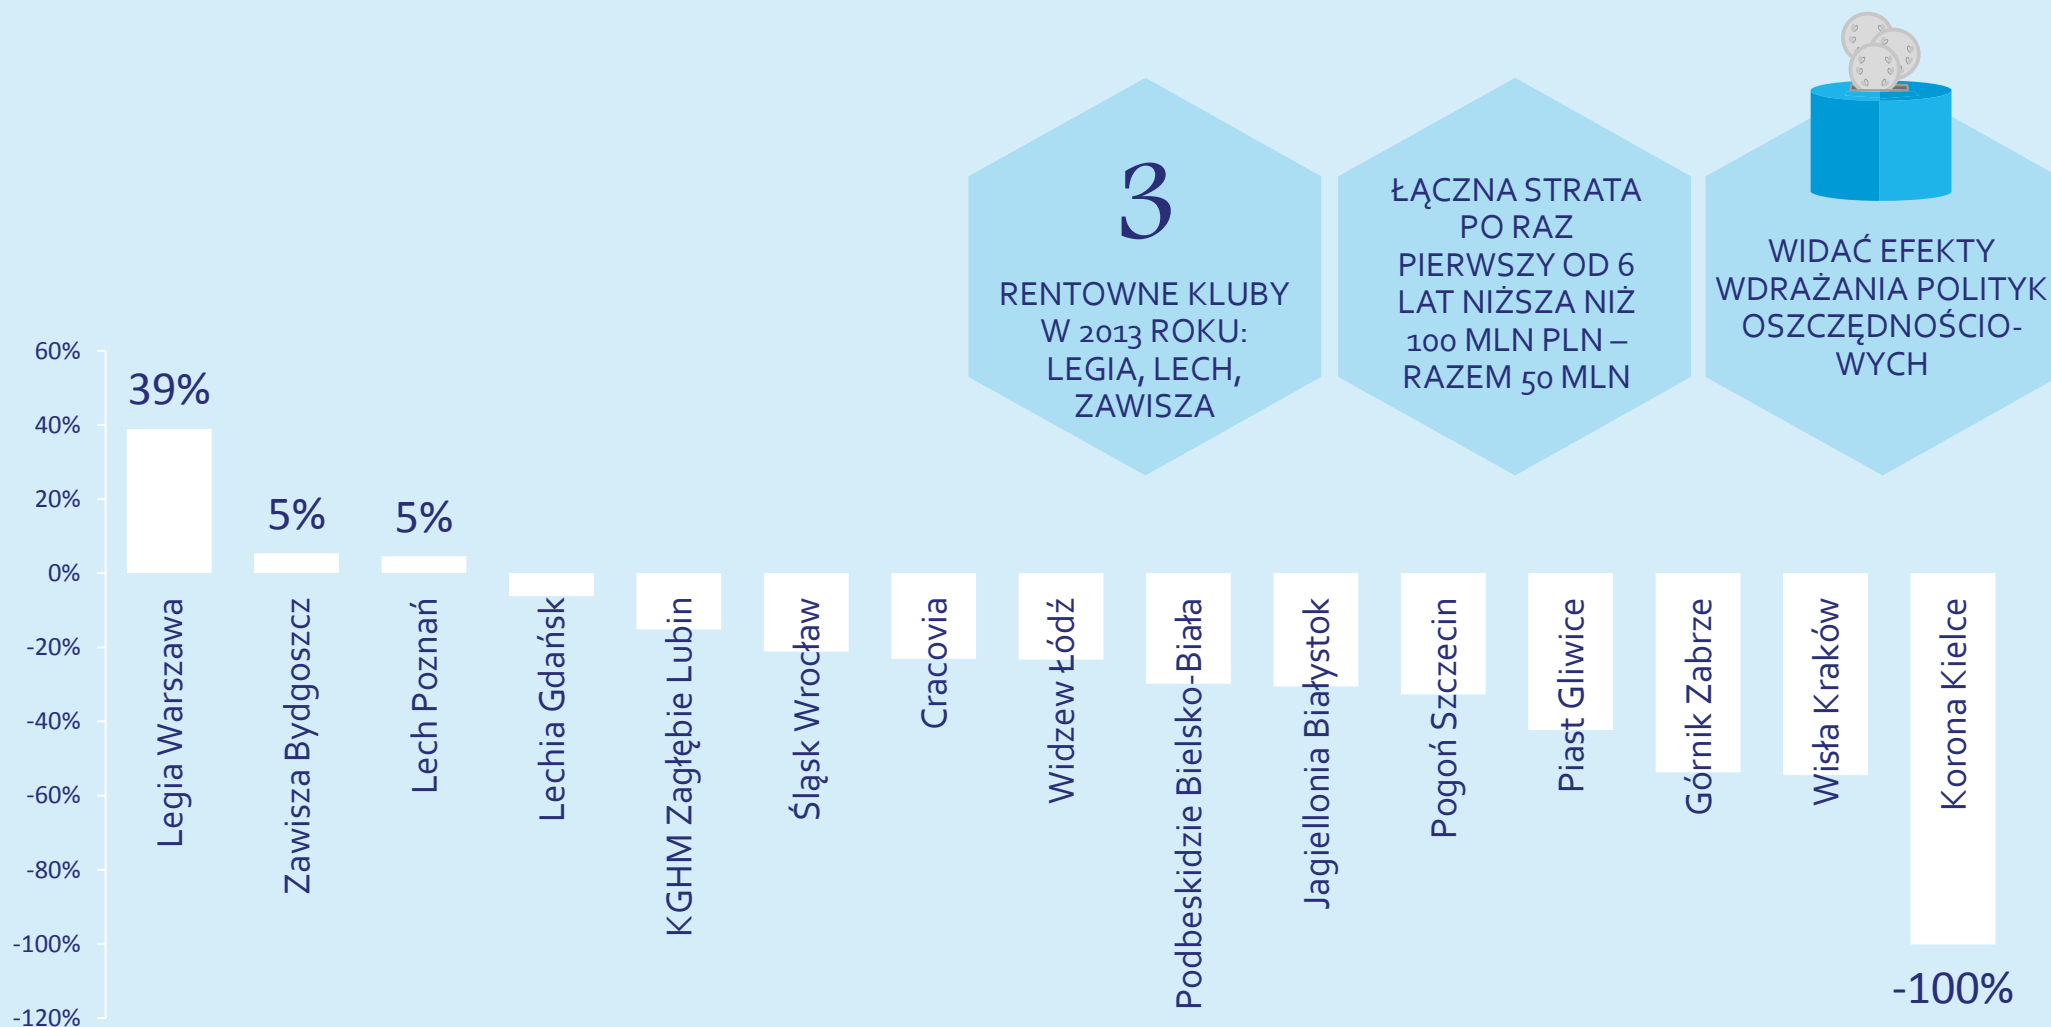 3
RENTOWNE KLUBY
W 2013 ROKU:
LEGIA, LECH,
ZAWISZA
ŁĄCZNA STRATA
PO RAZ
PIERWSZY OD 6
LAT NIŻSZA NIŻ
100 MLN PLN –
RAZEM 50 MLN
WIDAĆ EFEKTY
WDRAŻANIA POLITYK
OSZCZĘDNOŚCIO-
WYCH
60%
40%
20%
0%
-20%
-40%
-60%
-80%
-100%
-120%
39%
5%
5%
-100%
Legia Warszawa
Zawisza Bydgoszcz
Lech Poznań
Lechia Gdańsk
KGHM Zagłębie Lubin
Śląsk Wrocław
Cracovia
Widzew Łódź
Podbeskidzie Bielsko-Biała
Jagiellonia Białystok
Pogoń Szczecin
Piast Gliwice
Górnik Zabrze
Wisła Kraków
Korona Kielce